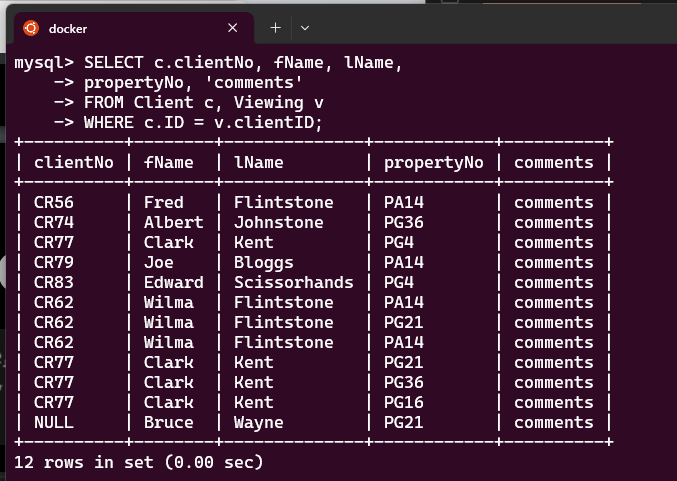 docker
mysql> SELECT c.clientNo, fName, lName,
    -> propertyNo, 'comments'
    -> FROM Client c, Viewing v
    -> WHERE c.ID = v.clientID;
+----------+--------+--------------+------------+----------+
| clientNo | fName  | lName        | propertyNo | comments |
+----------+--------+--------------+------------+----------+
| CR56     | Fred   | Flintstone   | PA14       | comments |
| CR74     | Albert | Johnstone    | PG36       | comments |
| CR77     | Clark  | Kent         | PG4        | comments |
| CR79     | Joe    | Bloggs       | PA14       | comments |
| CR83     | Edward | Scissorhands | PG4        | comments |
| CR62     | Wilma  | Flintstone   | PA14       | comments |
| CR62     | Wilma  | Flintstone   | PG21       | comments |
| CR62     | Wilma  | Flintstone   | PA14       | comments |
| CR77     | Clark  | Kent         | PG21       | comments |
| CR77     | Clark  | Kent         | PG36       | comments |
| CR77     | Clark  | Kent         | PG16       | comments |
| NULL     | Bruce  | Wayne        | PG21       | comments |
+----------+--------+--------------+------------+----------+
12 rows in set (0.00 sec)